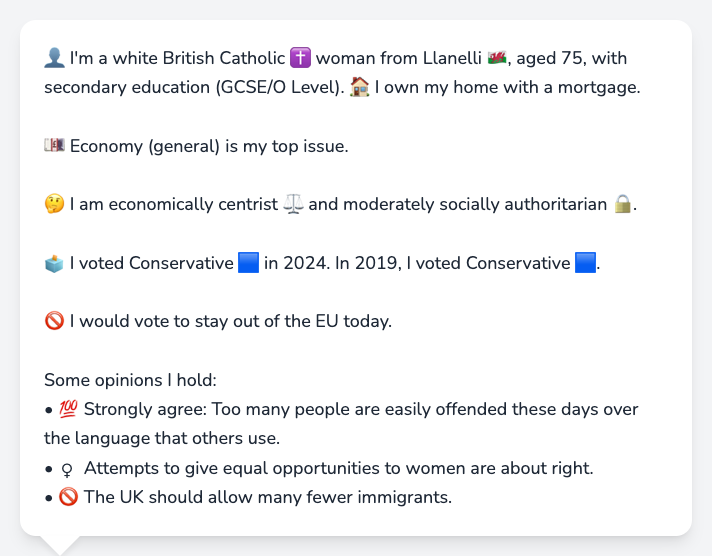 👤 I'm a white British Catholic ✝️ woman from Llanelli 🏴󠁧󠁢󠁷󠁬󠁳󠁿, aged 75, with
secondary education (GCSE/O Level). 🏠 I own my home with a mortgage.
💷 Economy (general) is my top issue.
🤔 I am economically centrist ⚖️ and moderately socially authoritarian 🔒.
🗳️ I voted Conservative 🟦 in 2024. In 2019, I voted Conservative 🟦.
🚫 I would vote to stay out of the EU today.
Some opinions I hold:
• 💯 Strongly agree: Too many people are easily offended these days over
the language that others use.
• ♀ Attempts to give equal opportunities to women are about right.
• 🚫 The UK should allow many fewer immigrants.